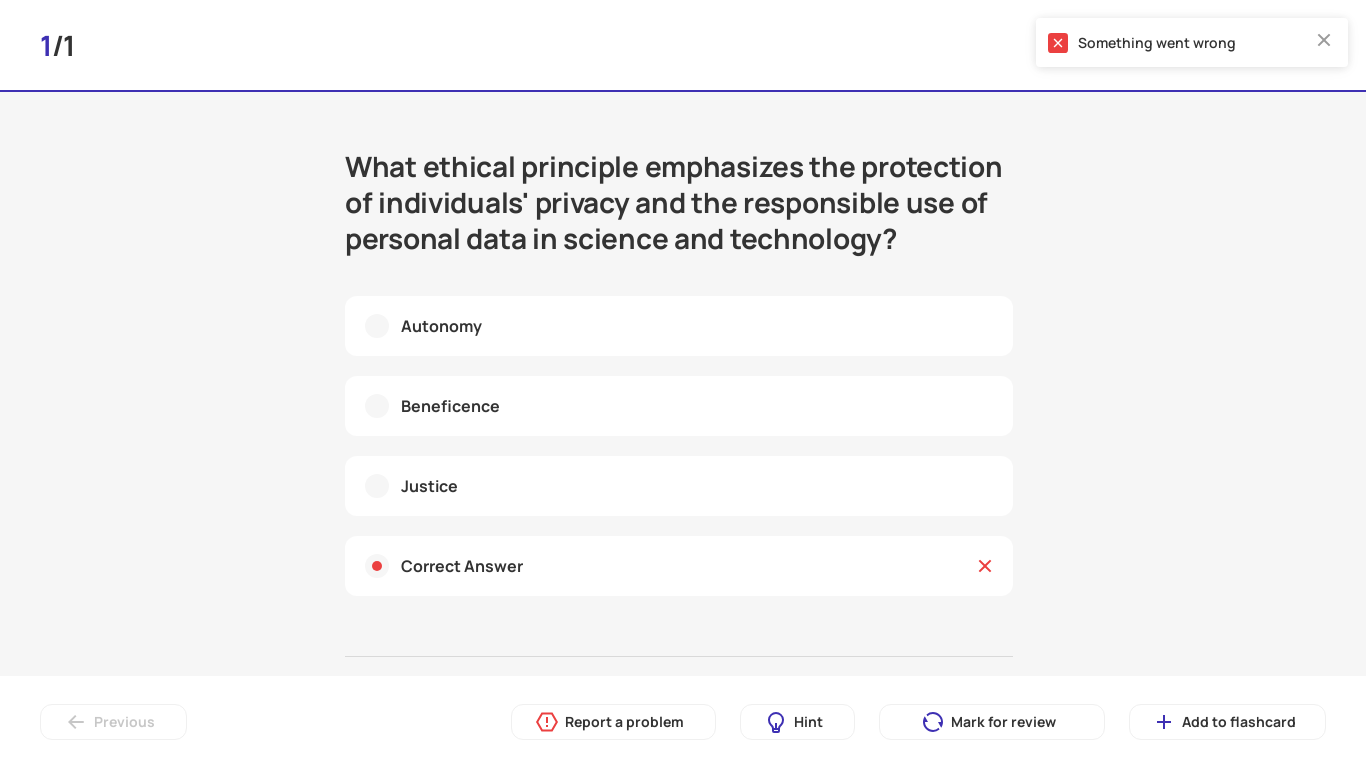 1/1
Something went wrong
What ethical principle emphasizes the protection
of individuals' privacy and the responsible use of
personal data in science and technology?
Autonomy
Beneficence
Justice
Correct Answer
Previous
Report a problem
Hint
Mark for review
Add to flashcard